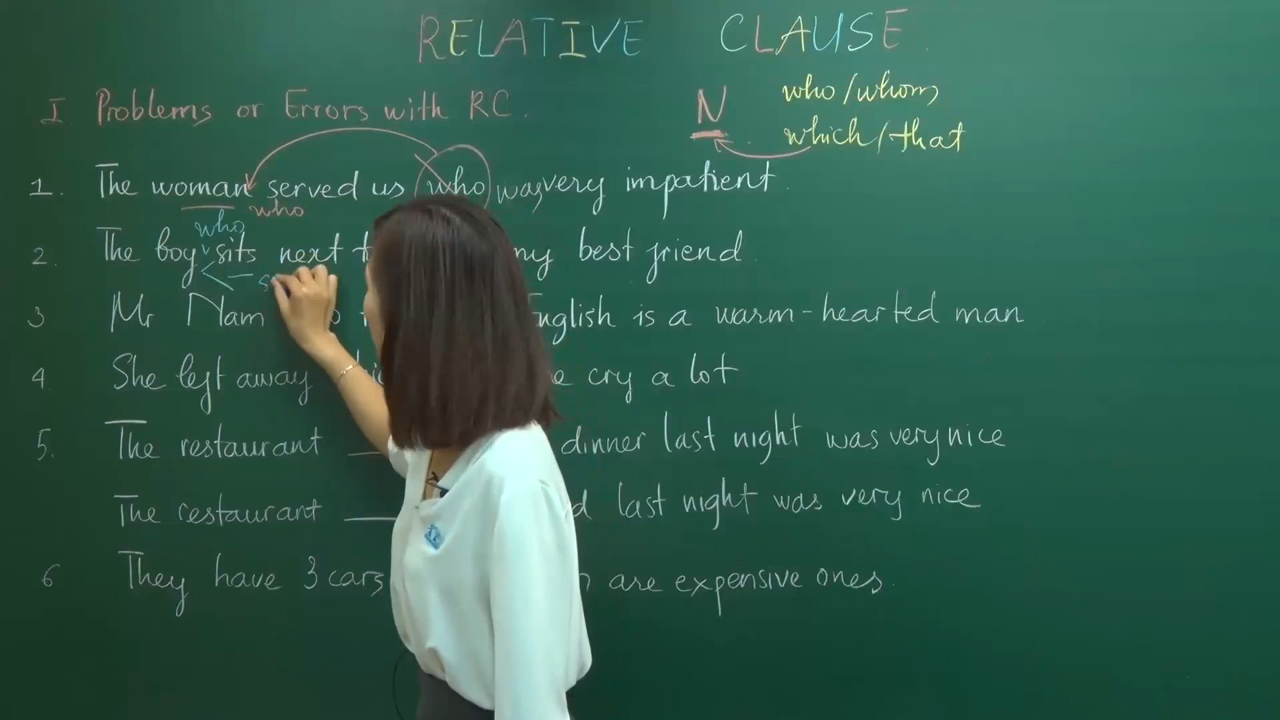 RELATIVE CLAUSE
I Problems or Errors with RC.
N who/whom,
which/that
1. The woman served us who was very impatient.
who
who
2. The boy sits next my best friend
3 Mr Nam English is a warm-hearted man
4. She left away cry a lot
5. The restaurant ___ dinner last night was very nice
The restaurant ___ last night was very nice
6 They have 3 cars are expensive ones.